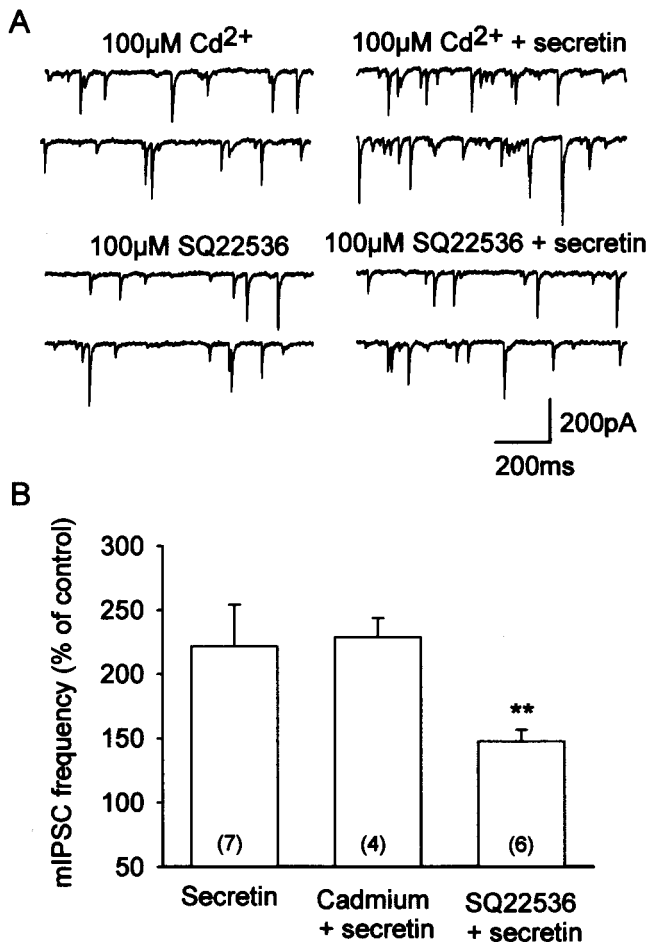 A
100µM Cd2+
100µM Cd2+ + secretin
100µM SQ22536
100µM SQ22536 + secretin
200pA
200ms
B
mIPSC frequency (% of control)
300
250
200
150
100
50
**
(7)
(4)
(6)
Secretin
Cadmium
+ secretin
SQ22536
+ secretin